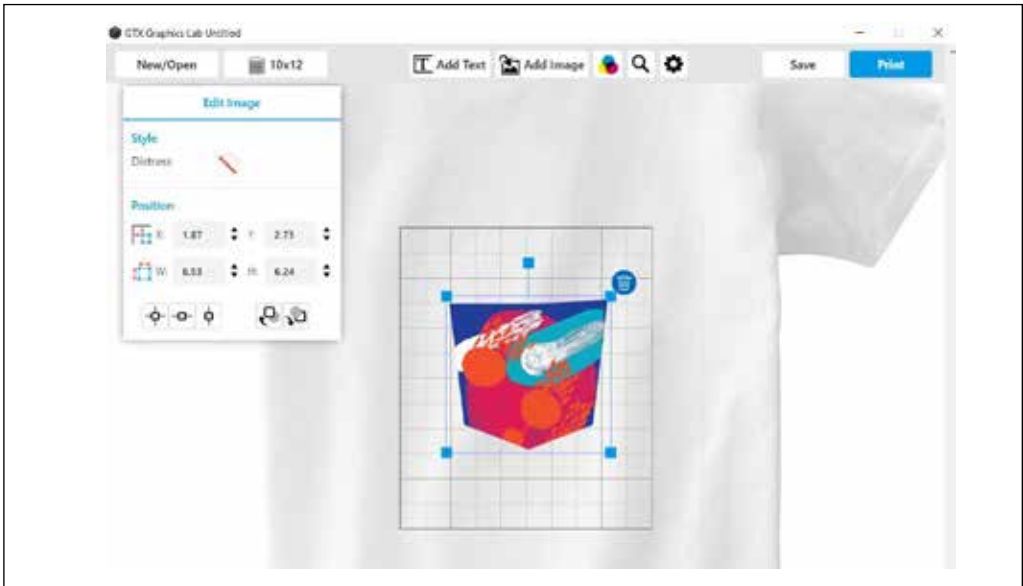 GTX Graphics Lab Untitled
New/Open 10x12 Add Text Add Image Save Print
Edit Image
Style
Distress
Position
X: 1.87 Y: 2.73
W: 6.53 H: 6.24